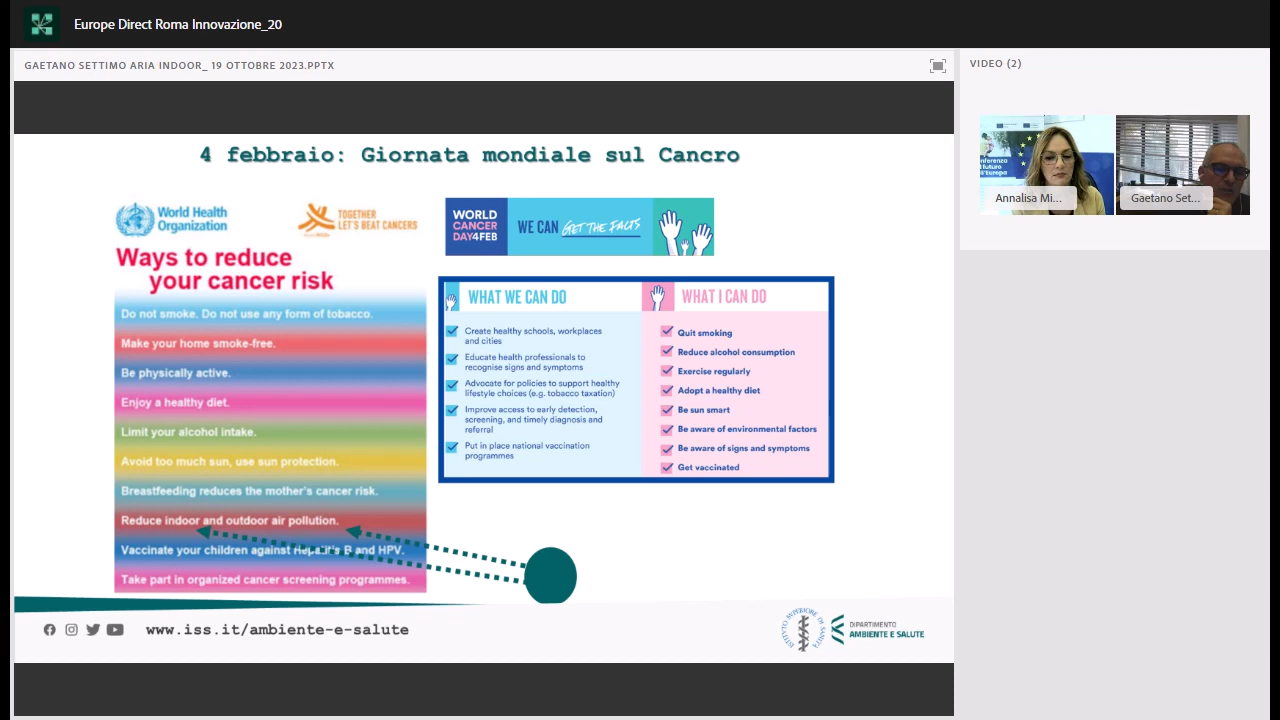 Europe Direct Roma Innovazione_20
GAETANO SETTIMO ARIA INDOOR_ 19 OTTOBRE 2023.PPTX
VIDEO (2)
4 febbraio: Giornata mondiale sul Cancro
World Health
Organization
TOGETHER
LET'S BEAT CANCERS
Ways to reduce
your cancer risk
Do not smoke. Do not use any form of tobacco.
Make your home smoke-free.
Be physically active.
Enjoy a healthy diet.
Limit your alcohol intake.
Avoid too much sun, use sun protection.
Breastfeeding reduces the mother's cancer risk.
Reduce indoor and outdoor air pollution.
Vaccinate your children against Hepatitis B and HPV.
Take part in organized cancer screening programmes.
WORLD
CANCER
DAY4FEB
WE CAN GET THE FACTS
WHAT WE CAN DO
Create healthy schools, workplaces
and cities
Educate health professionals to
recognise signs and symptoms
Advocate for policies to support healthy
lifestyle choices (e.g. tobacco taxation)
Improve access to early detection,
screening, and timely diagnosis and
referral
Put in place national vaccination
programmes
WHAT I CAN DO
Quit smoking
Reduce alcohol consumption
Exercise regularly
Adopt a healthy diet
Be sun smart
Be aware of environmental factors
Be aware of signs and symptoms
Get vaccinated
www.iss.it/ambiente-e-salute
ISTITUTO SUPERIORE DI SANITÀ
DIPARTIMENTO
AMBIENTE E SALUTE
Annalisa Mi...
Gaetano Set...